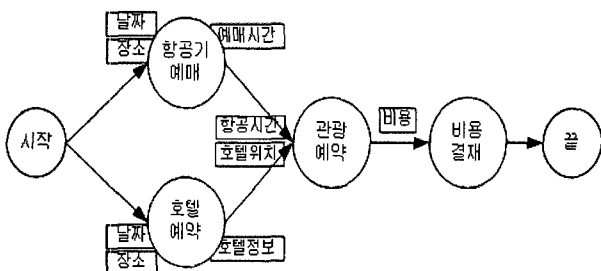 날짜
장소
항공기
예매
예매시간
시작
항공시간
호텔위치
관광
예약
비용
비용
결재
끝
호텔
예약
날짜
장소
호텔정보